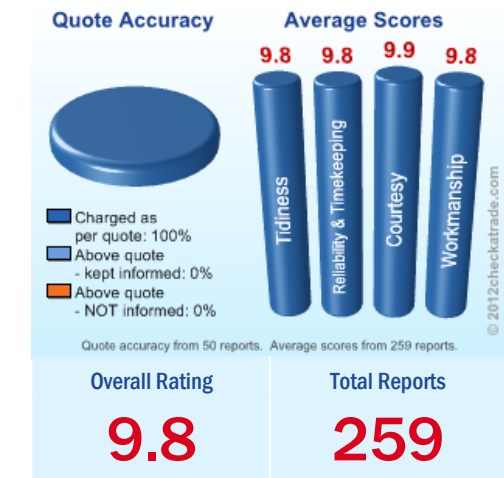 Quote Accuracy
Average Scores
9.8 9.8 9.9 9.8
Tidiness
Reliability & Timekeeping
Courtesy
Workmanship
Charged as
per quote: 100%
Above quote
- kept informed: 0%
Above quote
- NOT informed: 0%
© 2012checkatrade.com
Quote accuracy from 50 reports. Average scores from 259 reports.
Overall Rating
9.8
Total Reports
259